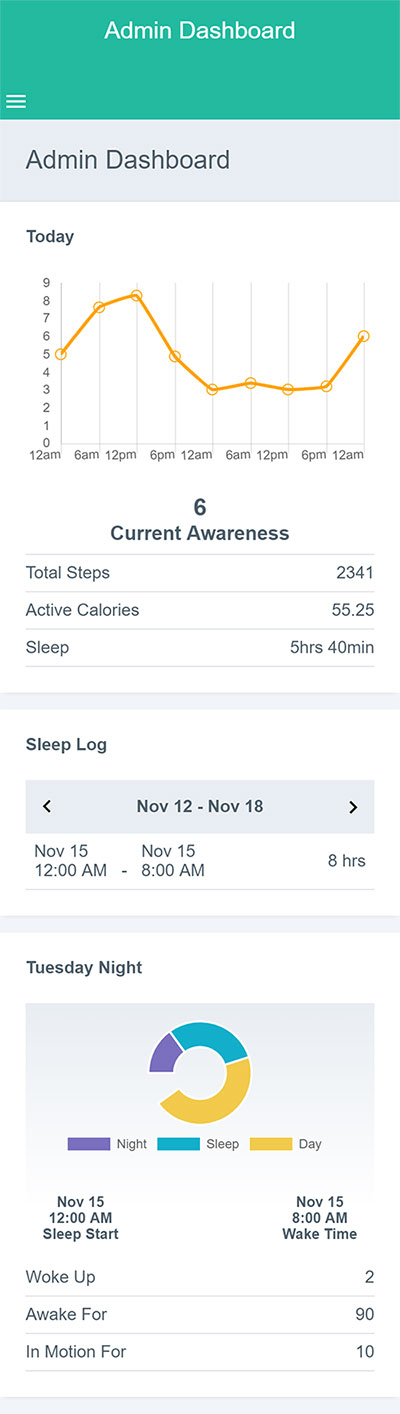 Admin Dashboard
Admin Dashboard
Today
9
8
7
6
5
4
3
2
1
0
12am 6am 12pm 6pm 12am 6am 12pm 6pm 12am
6
Current Awareness
Total Steps 2341
Active Calories 55.25
Sleep 5hrs 40min
Sleep Log
Nov 12 - Nov 18
Nov 15 Nov 15
12:00 AM - 8:00 AM 8 hrs
Tuesday Night
Night Sleep Day
Nov 15 Nov 15
12:00 AM 8:00 AM
Sleep Start Wake Time
Woke Up 2
Awake For 90
In Motion For 10